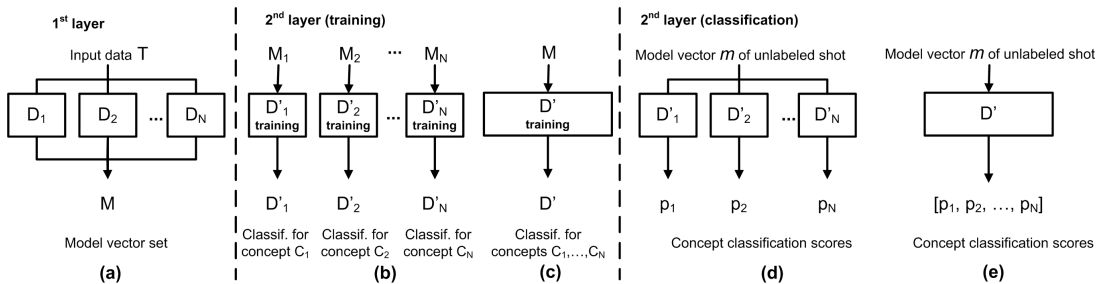 1st layer
Input data T
D1 D2 ... DN
M
Model vector set
(a)
2nd layer (training)
M1 M2 ... MN
D'1 training D'2 training ... D'N training
D'1 D'2 D'N
Classif. for concept C1
Classif. for concept C2
Classif. for concept CN
(b)
M
D'
training
D'
Classif. for
concepts C1,...,CN
(c)
2nd layer (classification)
Model vector m of unlabeled shot
D'1 D'2 ... D'N
p1 p2 pN
Concept classification scores
(d)
Model vector m of unlabeled shot
D'
[p1, p2, ..., pN]
Concept classification scores
(e)